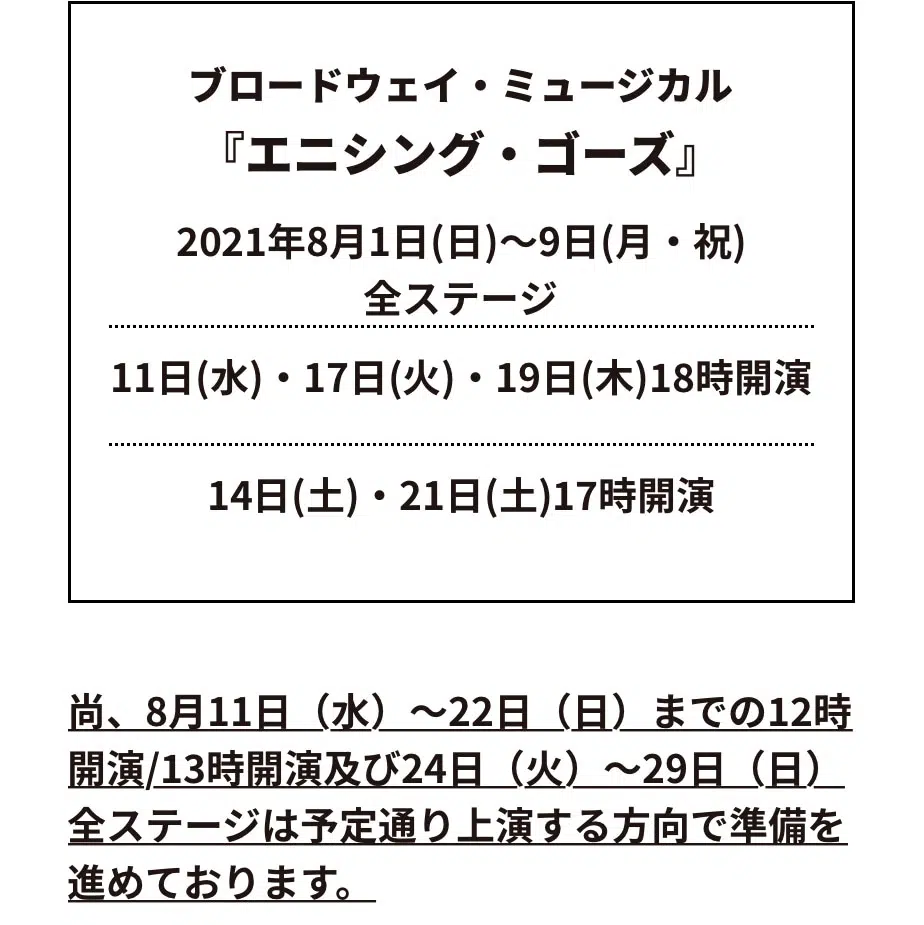 ブロードウェイ・ミュージカル
『エニシング・ゴーズ』
2021年8月1日(日)～9日(月・祝)
全ステージ
11日(水)・17日(火)・19日(木)18時開演
14日(土)・21日(土)17時開演
尚、8月11日（水）～22日（日）までの12時
開演/13時開演及び24日（火）～29日（日）
全ステージは予定通り上演する方向で準備を
進めております。